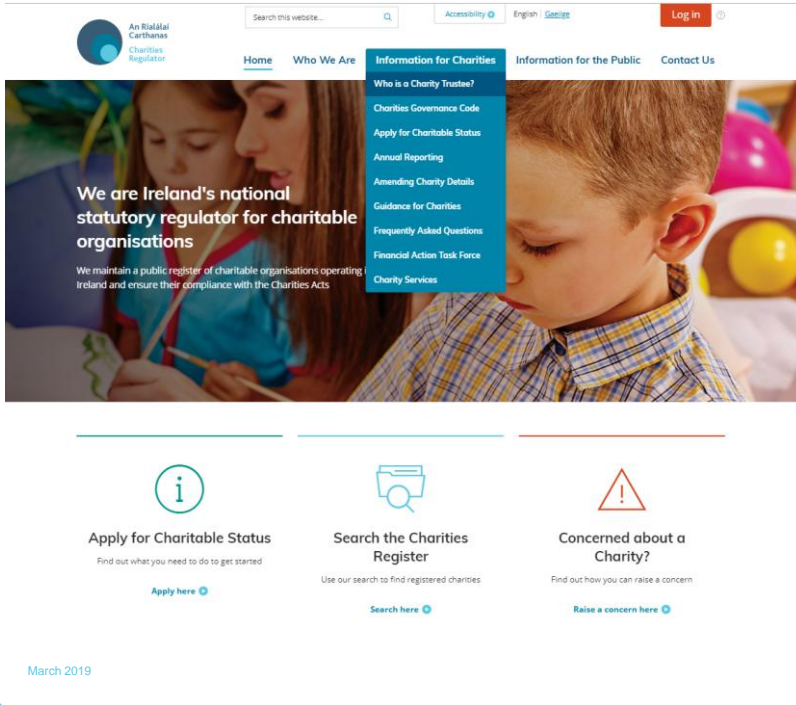 An Rialálaí
Carthanas
Charities
Regulator
Search this website...
Accessibility
English | Gaeilge
Log in
Home
Who We Are
Information for Charities
Information for the Public
Contact Us
Who is a Charity Trustee?
Charities Governance Code
Apply for Charitable Status
Annual Reporting
Amending Charity Details
Guidance for Charities
Frequently Asked Questions
Financial Action Task Force
Charity Services
We are Ireland's national
statutory regulator for charitable
organisations
We maintain a public register of charitable organisations operating i
Ireland and ensure their compliance with the Charities Acts
Apply for Charitable Status
Find out what you need to do to get started
Apply here
Search the Charities
Register
Use our search to find registered charities
Search here
Concerned about a
Charity?
Find out how you can raise a concern
Raise a concern here
March 2019